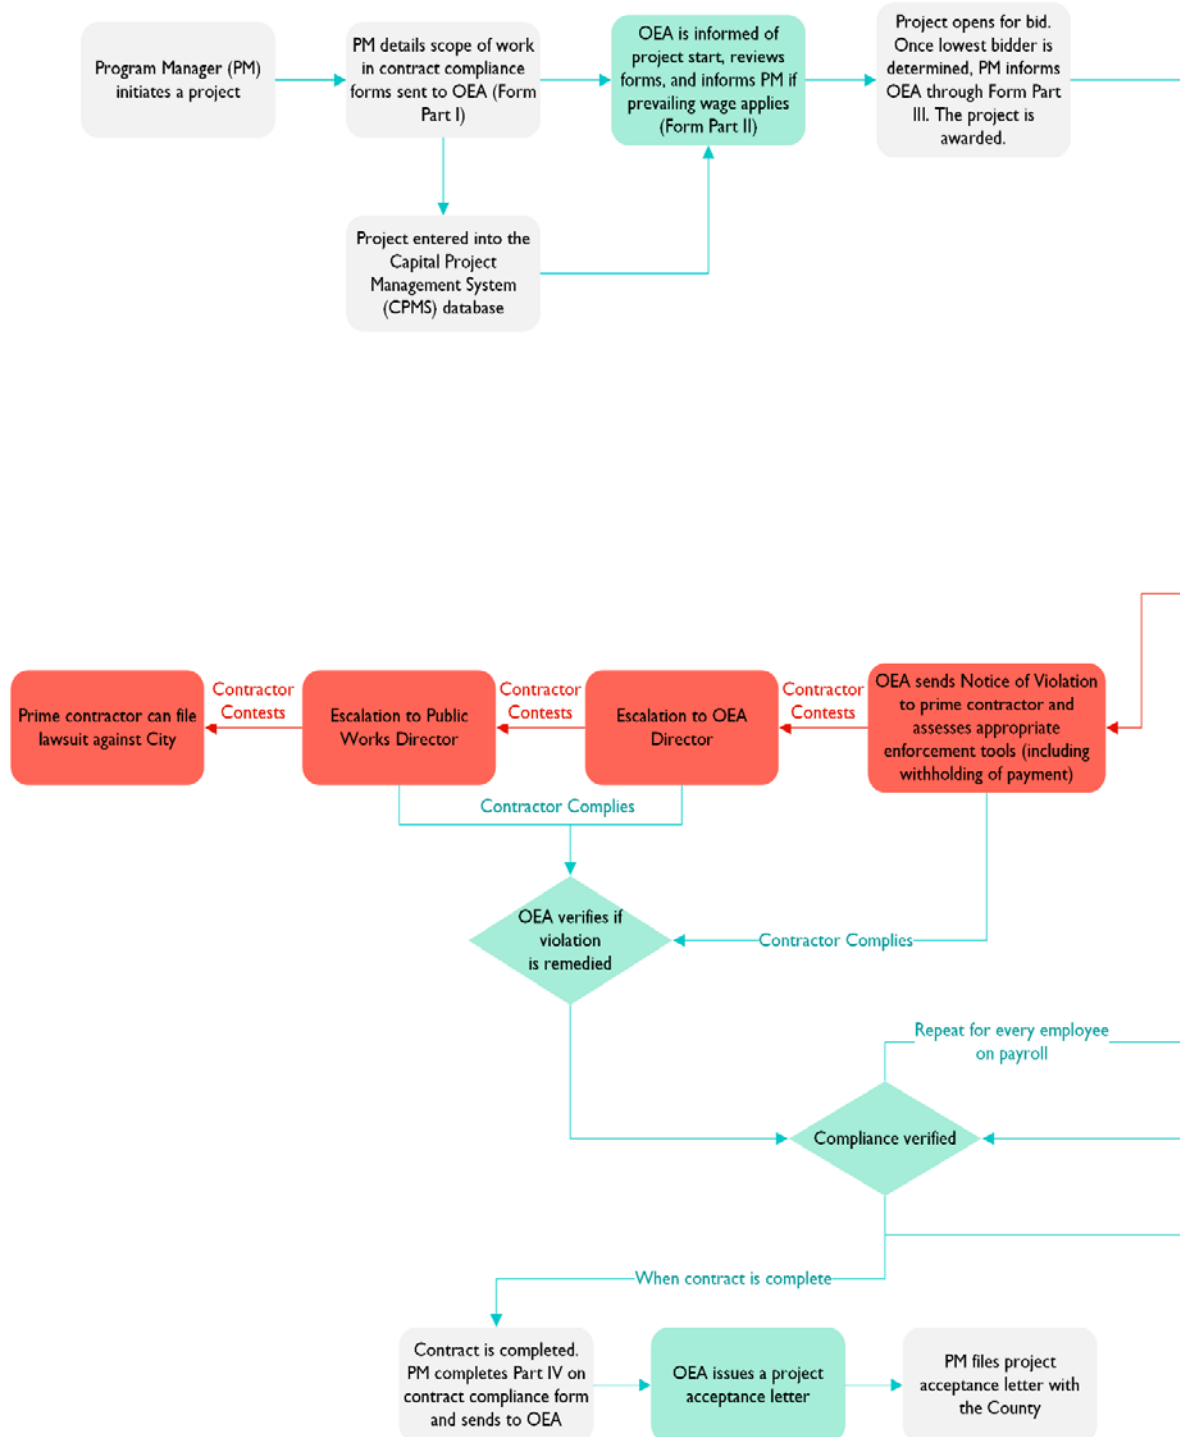 Program Manager (PM)
initiates a project
PM details scope of work
in contract compliance
forms sent to OEA (Form
Part I)
OEA is informed of
project start, reviews
forms, and informs PM if
prevailing wage applies
(Form Part II)
Project opens for bid.
Once lowest bidder is
determined, PM informs
OEA through Form Part
III. The project is
awarded.
Project entered into the
Capital Project
Management System
(CPMS) database
Prime contractor can file
lawsuit against City
Contractor
Contests
Escalation to Public
Works Director
Contractor
Contests
Escalation to OEA
Director
Contractor
Contests
OEA sends Notice of Violation
to prime contractor and
assesses appropriate
enforcement tools (including
withholding of payment)
Contractor Complies
OEA verifies if
violation
is remedied
Contractor Complies
Repeat for every employee
on payroll
Compliance verified
When contract is complete
Contract is completed.
PM completes Part IV on
contract compliance form
and sends to OEA
OEA issues a project
acceptance letter
PM files project
acceptance letter with
the County